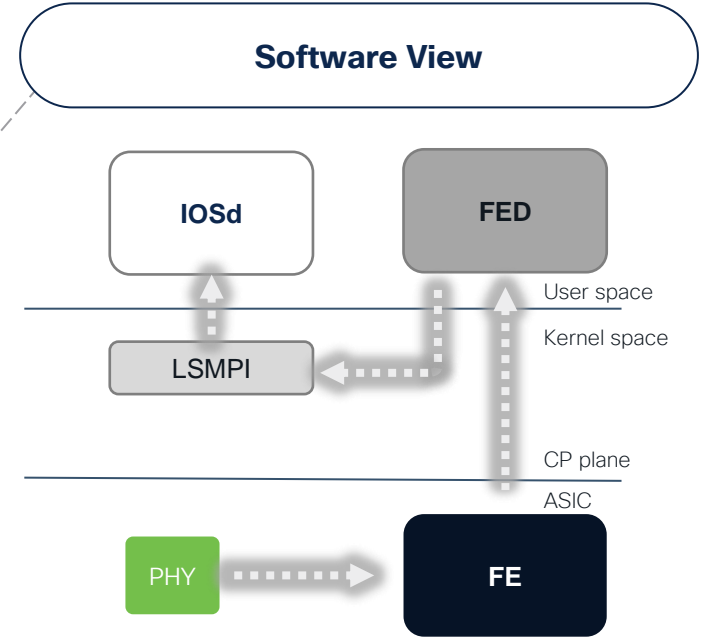 Software View
IOSd
FED
User space
Kernel space
LSMPI
CP plane
ASIC
PHY
FE